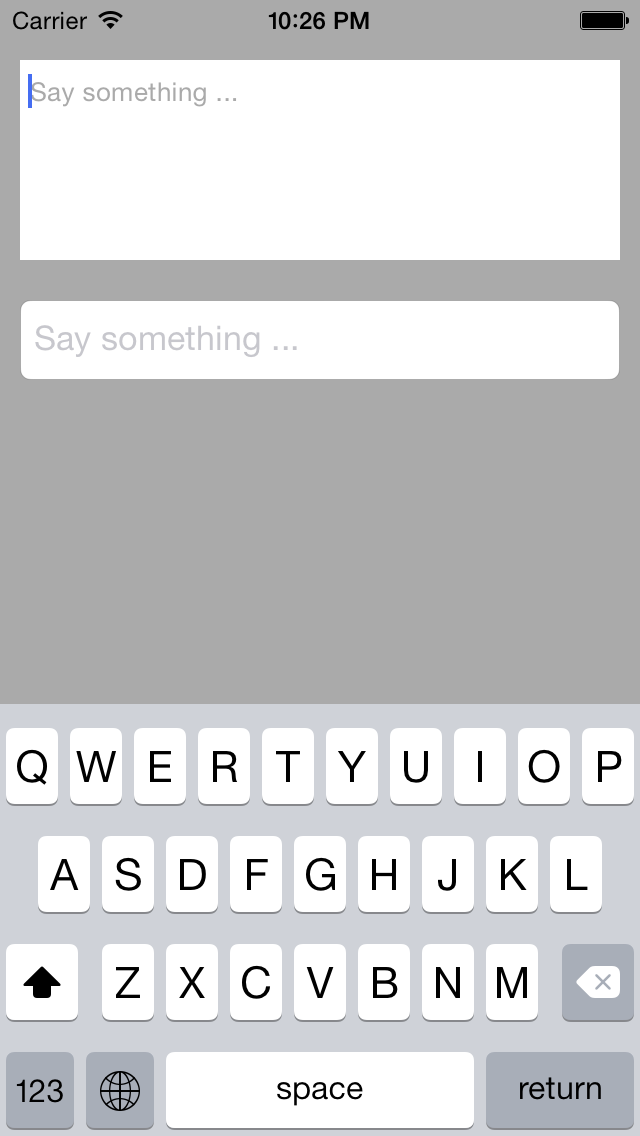 Carrier 10:26 PM
Say something ...
Say something ...
Q W E R T Y U I O P
A S D F G H J K L
Z X C V B N M
123 space return